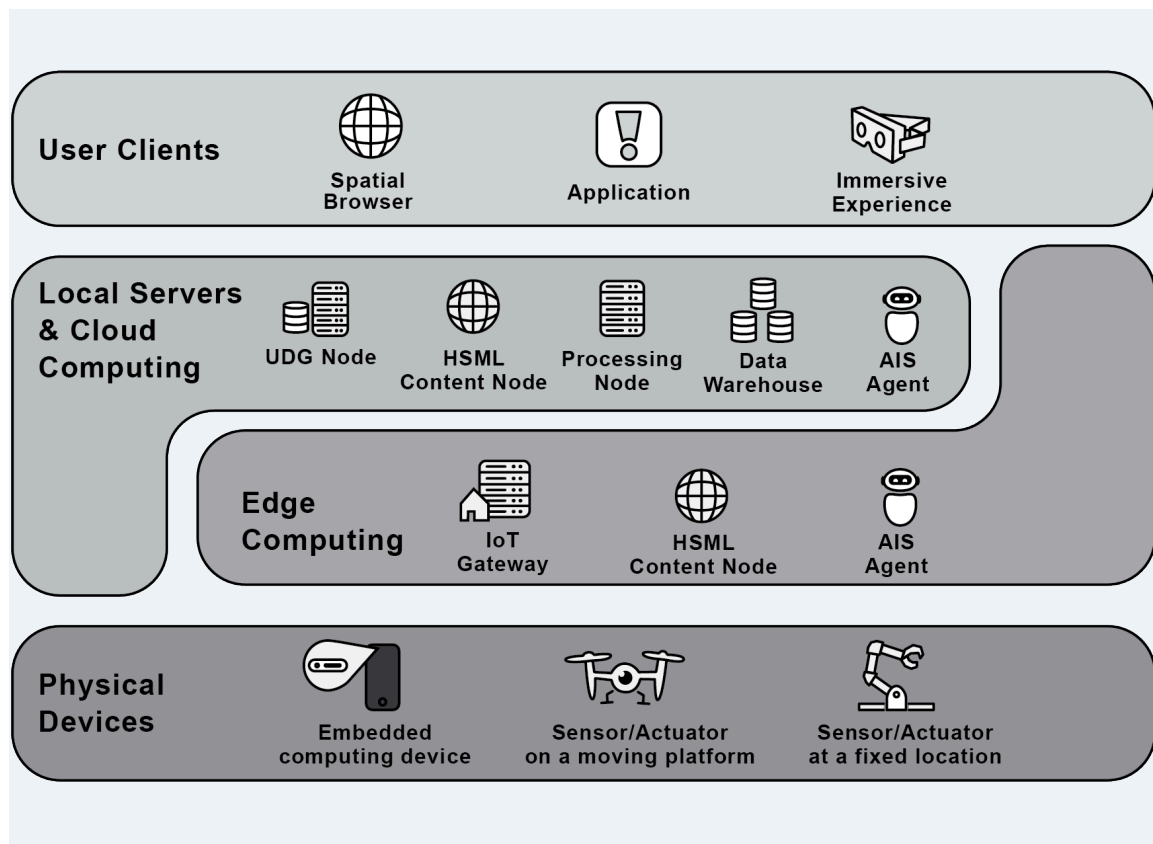 User Clients
Spatial
Browser
Application
Immersive
Experience
Local Servers
& Cloud
Computing
UDG Node
HSML
Content Node
Processing
Node
Data
Warehouse
AIS
Agent
Edge
Computing
IoT
Gateway
HSML
Content Node
AIS
Agent
Physical
Devices
Embedded
computing device
Sensor/Actuator
on a moving platform
Sensor/Actuator
at a fixed location